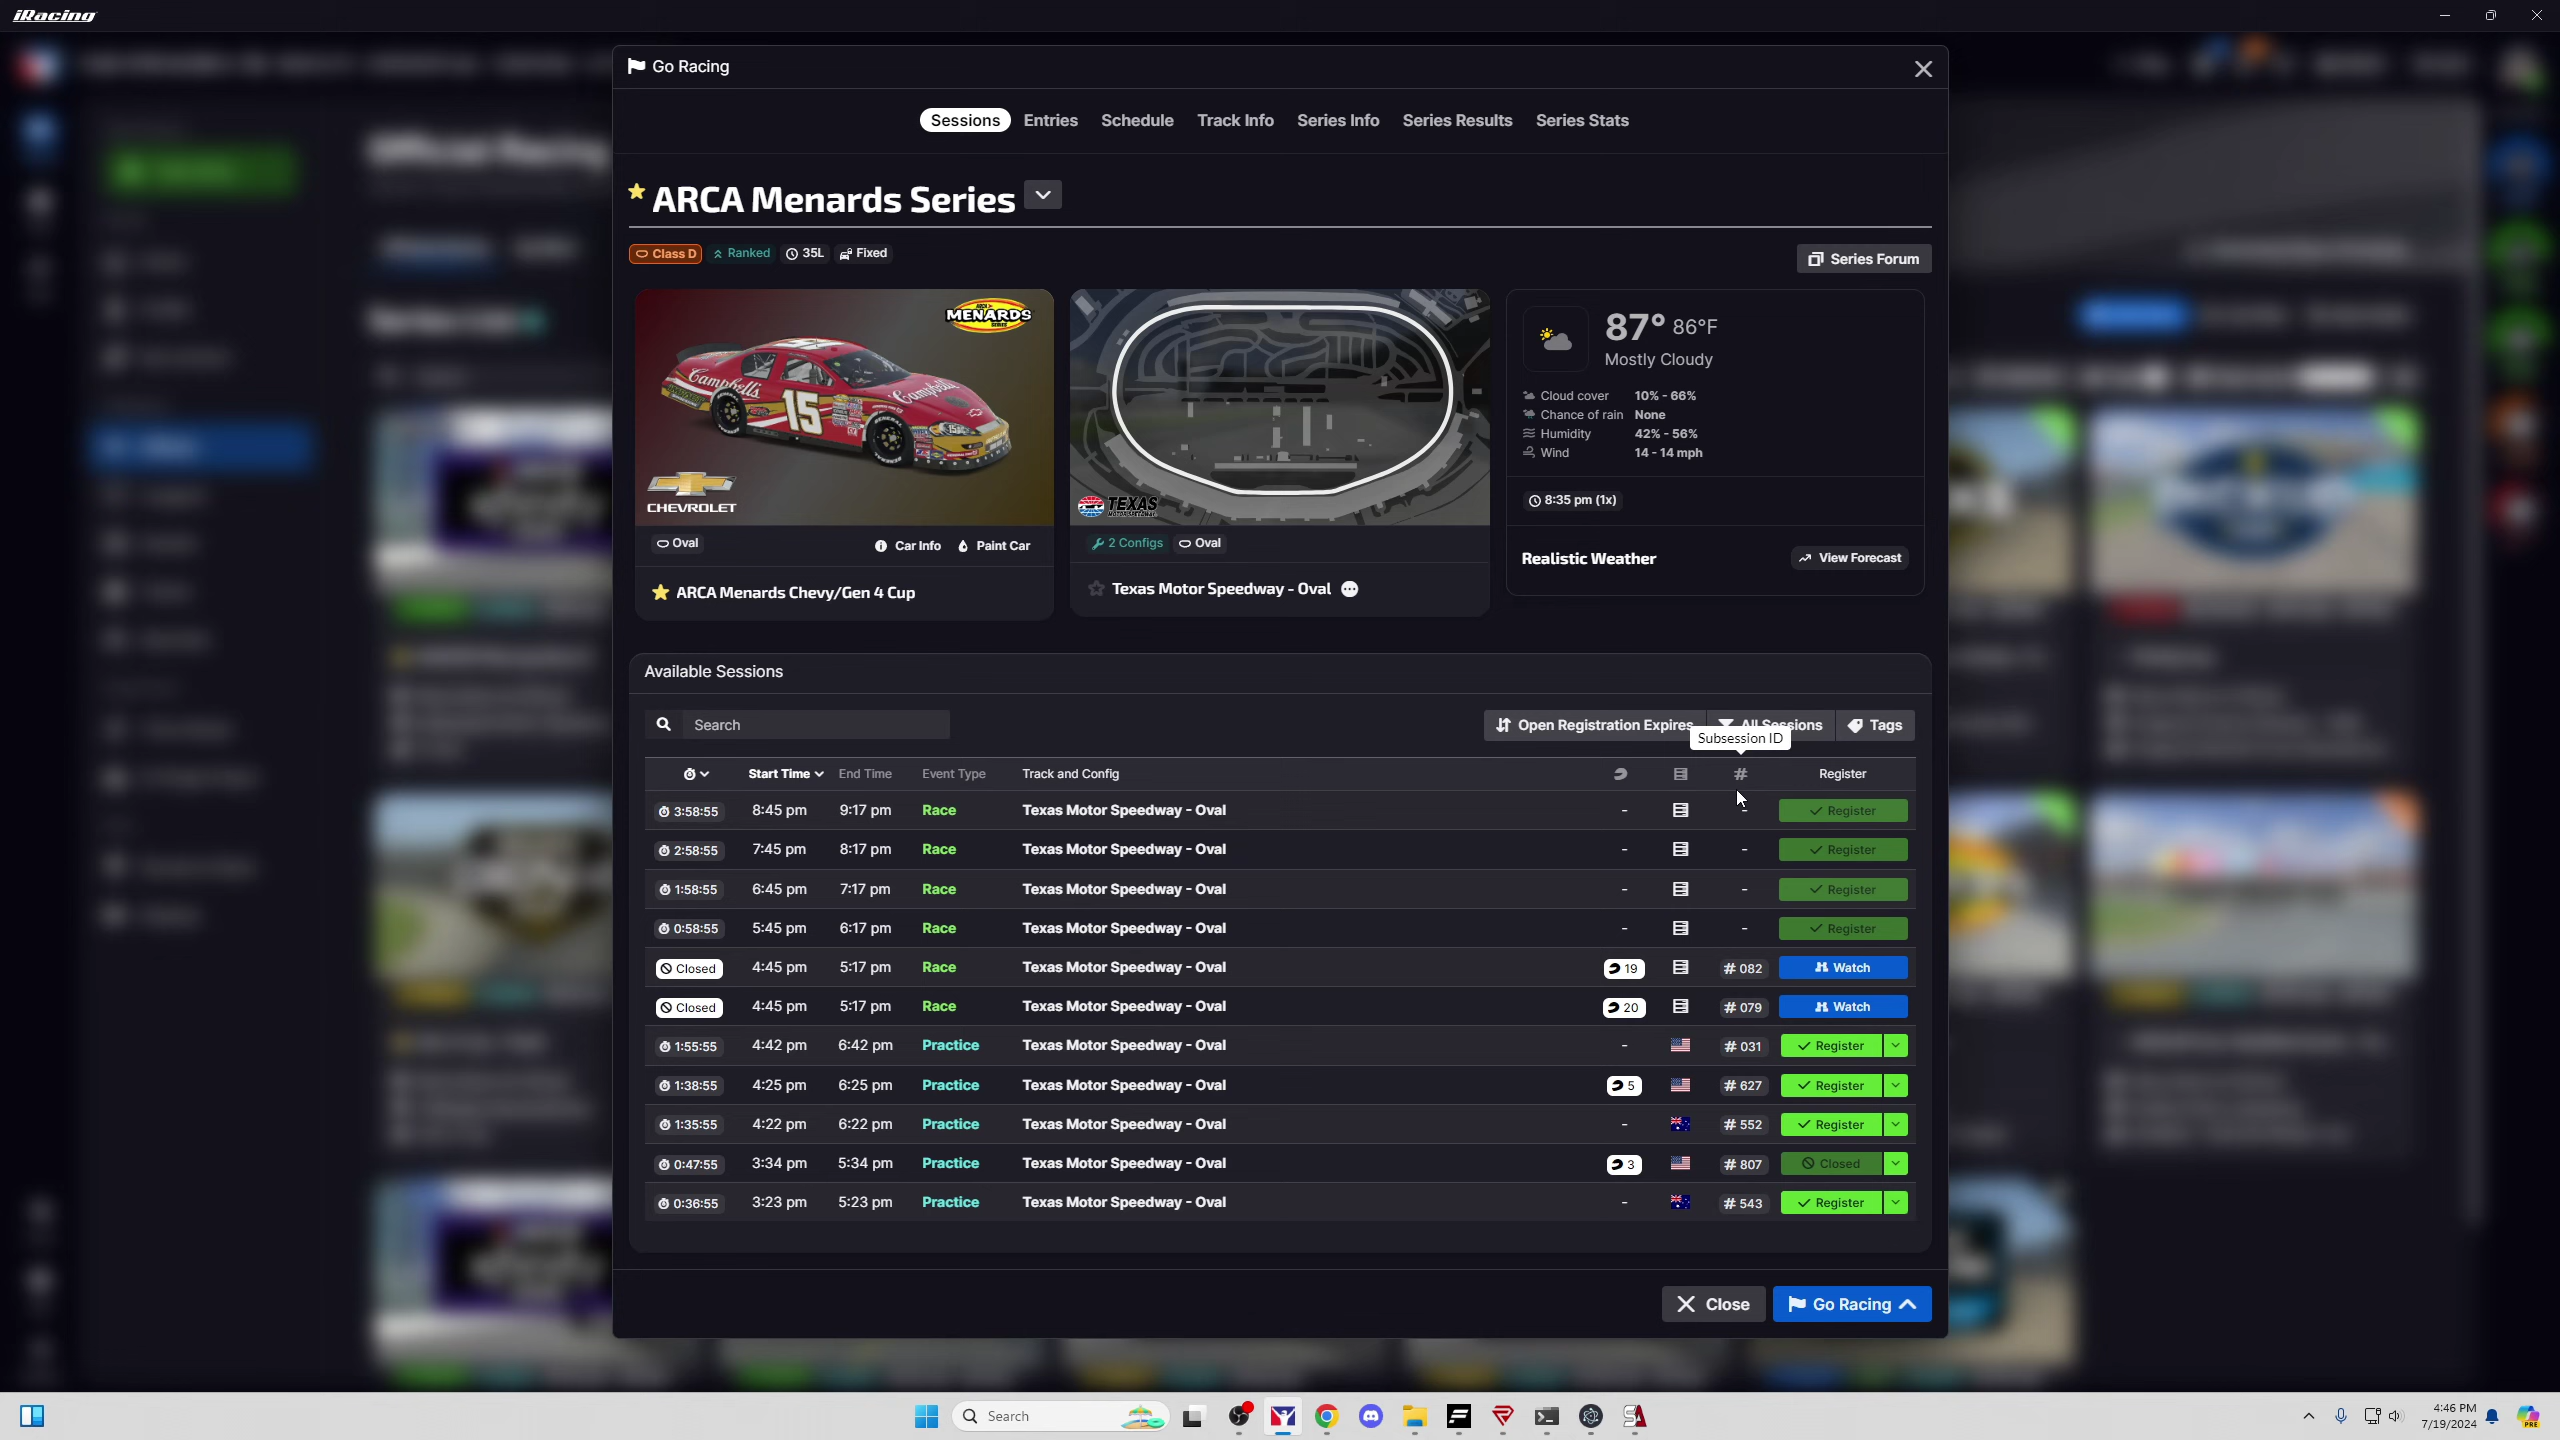 iRacing
Go Racing
Sessions Entries Schedule Track Info Series Info Series Results Series Stats
ARCA Menards Series
Class D Ranked 35L Fixed
Series Forum
ARCA MENARDS SERIES
Campbell's Campbell's
15
CHEVROLET
Oval Car Info Paint Car
ARCA Menards Chevy/Gen 4 Cup
TEXAS
MOTOR SPEEDWAY
2 Configs Oval
Texas Motor Speedway - Oval
87° 86°F
Mostly Cloudy
Cloud cover 10% - 66%
Chance of rain None
Humidity 42% - 56%
Wind 14 - 14 mph
8:35 pm (1x)
Realistic Weather View Forecast
Available Sessions
Search Open Registration Expires All Sessions Tags
Subsession ID
Start Time End Time Event Type Track and Config # Register
3:58:55 8:45 pm 9:17 pm Race Texas Motor Speedway - Oval - - Register
2:58:55 7:45 pm 8:17 pm Race Texas Motor Speedway - Oval - - Register
1:58:55 6:45 pm 7:17 pm Race Texas Motor Speedway - Oval - - Register
0:58:55 5:45 pm 6:17 pm Race Texas Motor Speedway - Oval - - Register
Closed 4:45 pm 5:17 pm Race Texas Motor Speedway - Oval 19 # 082 Watch
Closed 4:45 pm 5:17 pm Race Texas Motor Speedway - Oval 20 # 079 Watch
1:55:55 4:42 pm 6:42 pm Practice Texas Motor Speedway - Oval - # 031 Register
1:38:55 4:25 pm 6:25 pm Practice Texas Motor Speedway - Oval 5 # 627 Register
1:35:55 4:22 pm 6:22 pm Practice Texas Motor Speedway - Oval - # 552 Register
0:47:55 3:34 pm 5:34 pm Practice Texas Motor Speedway - Oval 3 # 807 Closed
0:36:55 3:23 pm 5:23 pm Practice Texas Motor Speedway - Oval - # 543 Register
Close Go Racing
Search
4:46 PM
7/19/2024
PRE